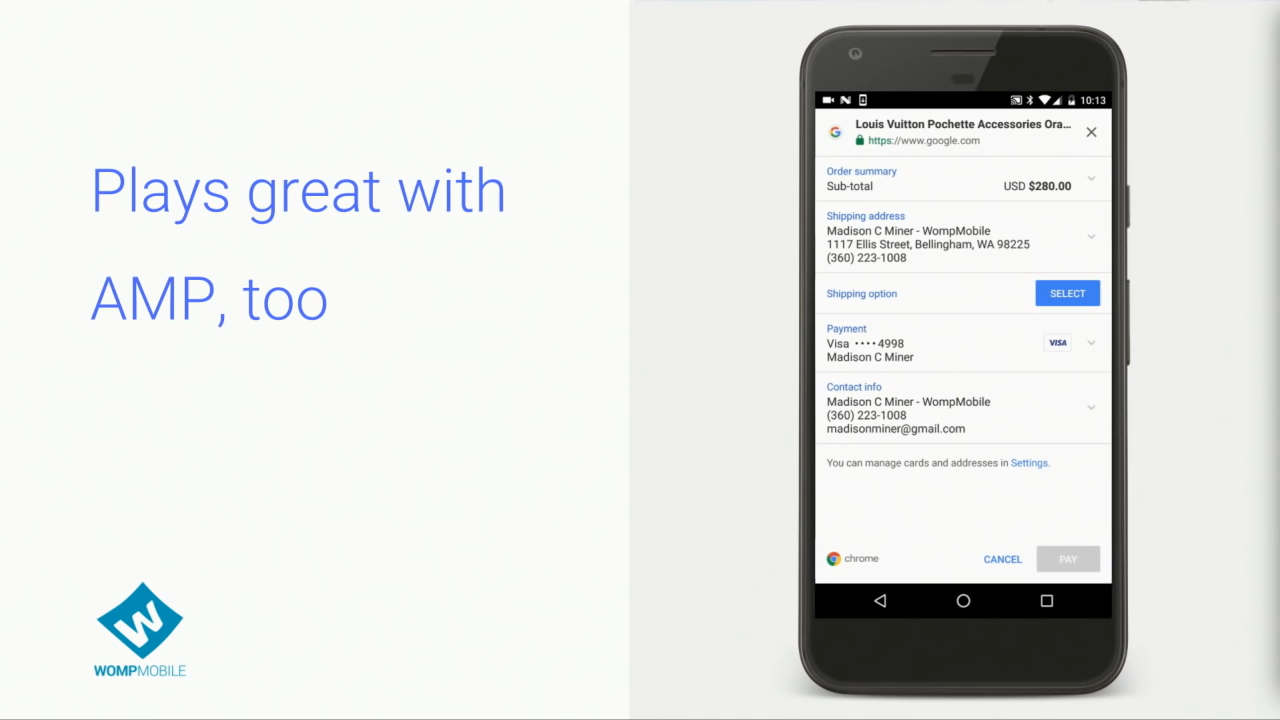 Plays great with
AMP, too
WOMPMOBILE
10:13
Louis Vuitton Pochette Accessories Ora...
https://www.google.com
Order summary
Sub-total USD $280.00
Shipping address
Madison C Miner - WompMobile
1117 Ellis Street, Bellingham, WA 98225
(360) 223-1008
Shipping option SELECT
Payment
Visa ····4998 VISA
Madison C Miner
Contact info
Madison C Miner - WompMobile
(360) 223-1008
madisonminer@gmail.com
You can manage cards and addresses in Settings.
chrome CANCEL PAY